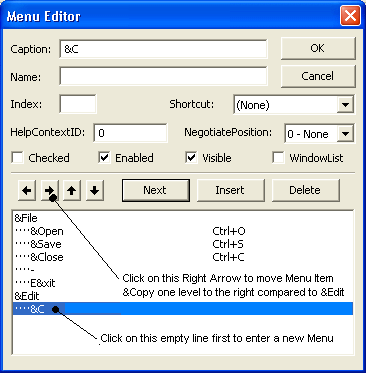 Menu Editor
Caption: &C OK
Name: Cancel
Index: Shortcut: (None)
HelpContextID: 0 NegotiatePosition: 0 - None
Checked Enabled Visible WindowList
Next Insert Delete
&File
····&Open Ctrl+O
····&Save Ctrl+S
····&Close Ctrl+C
····-
····E&xit
&Edit
····&C
Click on this Right Arrow to move Menu Item
&Copy one level to the right compared to &Edit
Click on this empty line first to enter a new Menu